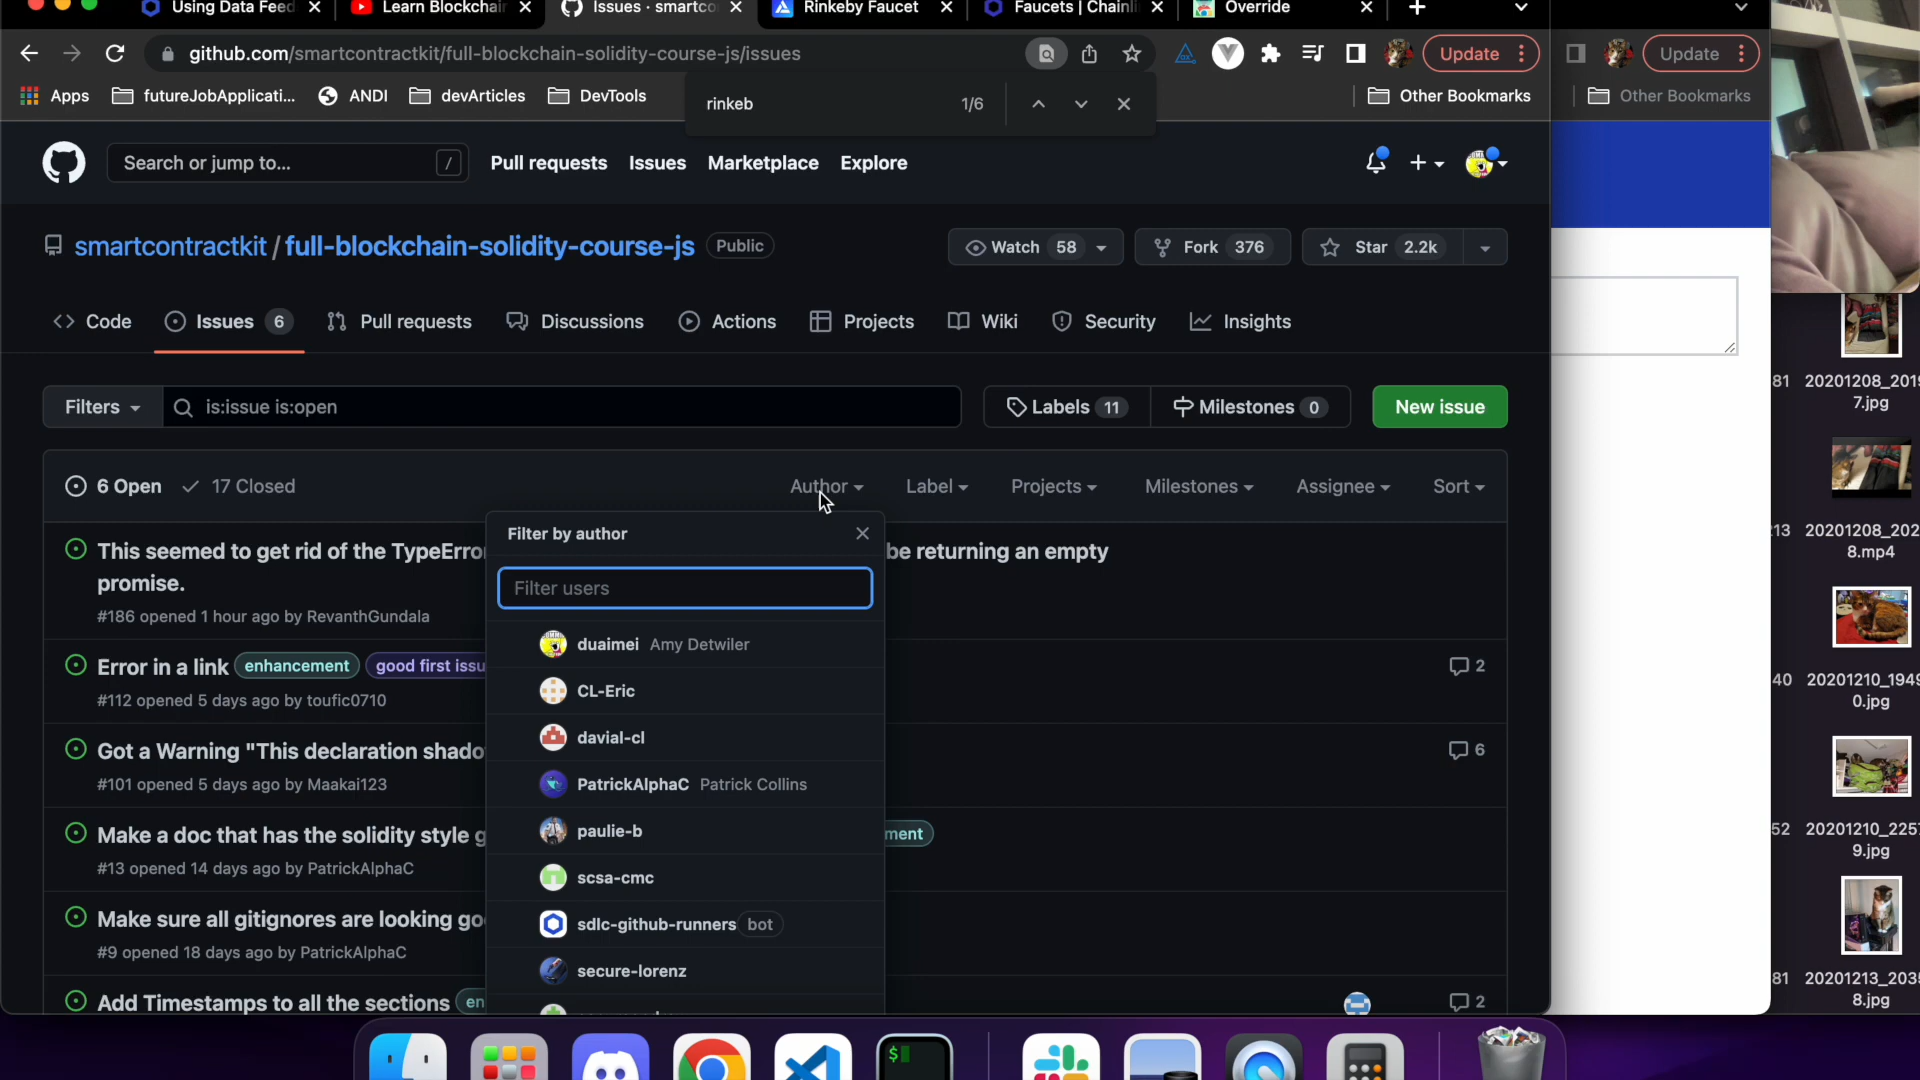 Using Data Feed
Learn Blockchain
Issues · smartco
Rinkeby Faucet
Faucets | Chainli
Override
github.com/smartcontractkit/full-blockchain-solidity-course-js/issues
Update
Update
Apps
futureJobApplicati...
ANDI
devArticles
DevTools
rinkeb
1/6
Other Bookmarks
Other Bookmarks
Search or jump to...
/
Pull requests
Issues
Marketplace
Explore
smartcontractkit / full-blockchain-solidity-course-js
Public
Watch 58
Fork 376
Star 2.2k
Code
Issues 6
Pull requests
Discussions
Actions
Projects
Wiki
Security
Insights
Filters
is:issue is:open
Labels 11
Milestones 0
New issue
6 Open
17 Closed
Author
Label
Projects
Milestones
Assignee
Sort
Filter by author
Filter users
duaimei Amy Detwiler
CL-Eric
davial-cl
PatrickAlphaC Patrick Collins
paulie-b
scsa-cmc
sdlc-github-runners bot
secure-lorenz
This seemed to get rid of the TypeErro
be returning an empty
promise.
#186 opened 1 hour ago by RevanthGundala
Error in a link enhancement good first issu
2
#112 opened 5 days ago by toufic0710
Got a Warning "This declaration shado
6
#101 opened 5 days ago by Maakai123
Make a doc that has the solidity style g
ment
#13 opened 14 days ago by PatrickAlphaC
Make sure all gitignores are looking go
#9 opened 18 days ago by PatrickAlphaC
Add Timestamps to all the sections en
2
81
20201208_201
7.jpg
13
20201208_202
8.mp4
40
20201210_194
0.jpg
52
20201210_225
9.jpg
81
20201213_203
8.jpg
$